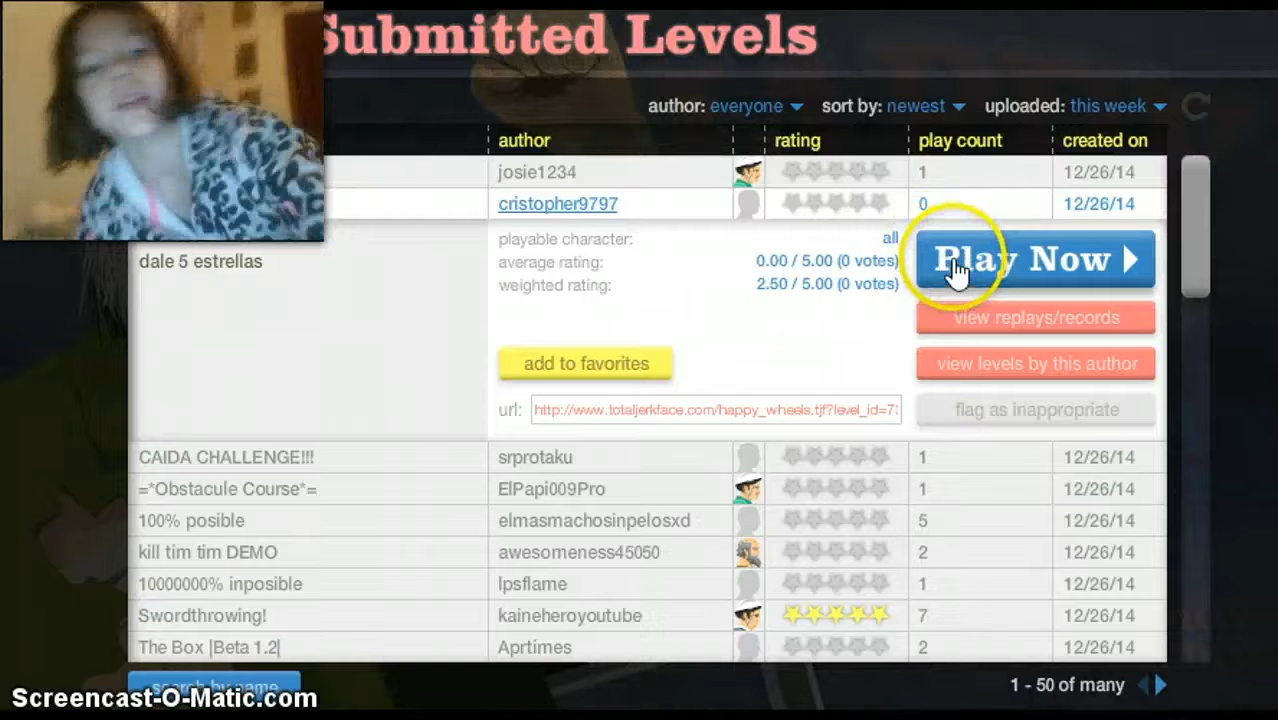 Submitted Levels
author: everyone sort by: newest uploaded: this week
author rating play count created on
josie1234 1 12/26/14
cristopher9797 0 12/26/14
dale 5 estrellas
playable character: all
average rating: 0.00 / 5.00 (0 votes)
weighted rating: 2.50 / 5.00 (0 votes)
Play Now
view replays/records
add to favorites
view levels by this author
url: http://www.totaljerkface.com/happy_wheels.tjf?level_id=7
flag as inappropriate
CAIDA CHALLENGE!!! srprotaku 1 12/26/14
=*Obstacule Course*= ElPapi009Pro 1 12/26/14
100% posible elmasmachosinpelosxd 5 12/26/14
kill tim tim DEMO awesomeness45050 2 12/26/14
10000000% inposible lpsflame 1 12/26/14
Swordthrowing! kaineheroyoutube 7 12/26/14
The Box |Beta 1.2| Aprtimes 2 12/26/14
search by name
1 - 50 of many
Screencast-O-Matic.com